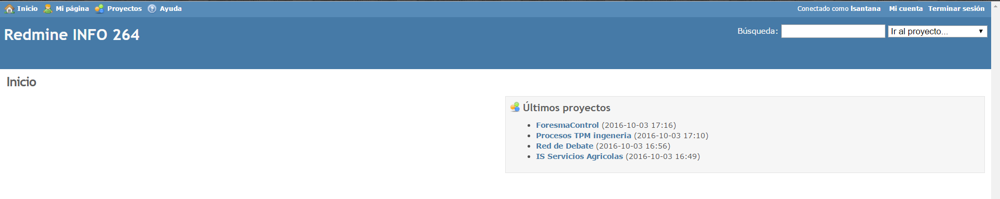 Inicio Mi página Proyectos Ayuda Conectado como lsantana Mi cuenta Terminar sesión
Redmine INFO 264 Búsqueda: Ir al proyecto...
Inicio
Últimos proyectos
ForesmaControl (2016-10-03 17:16)
Procesos TPM ingeneria (2016-10-03 17:10)
Red de Debate (2016-10-03 16:56)
IS Servicios Agricolas (2016-10-03 16:49)